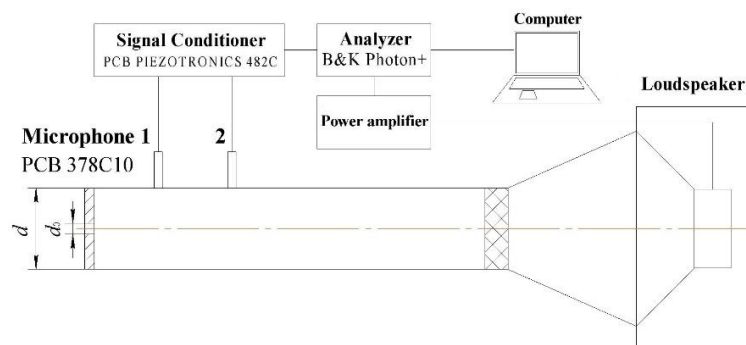 Computer
Signal Conditioner
PCB PIEZOTRONICS 482C
Analyzer
B&K Photon+
Loudspeaker
Power amplifier
Microphone 1
2
PCB 378C10
d
d₀